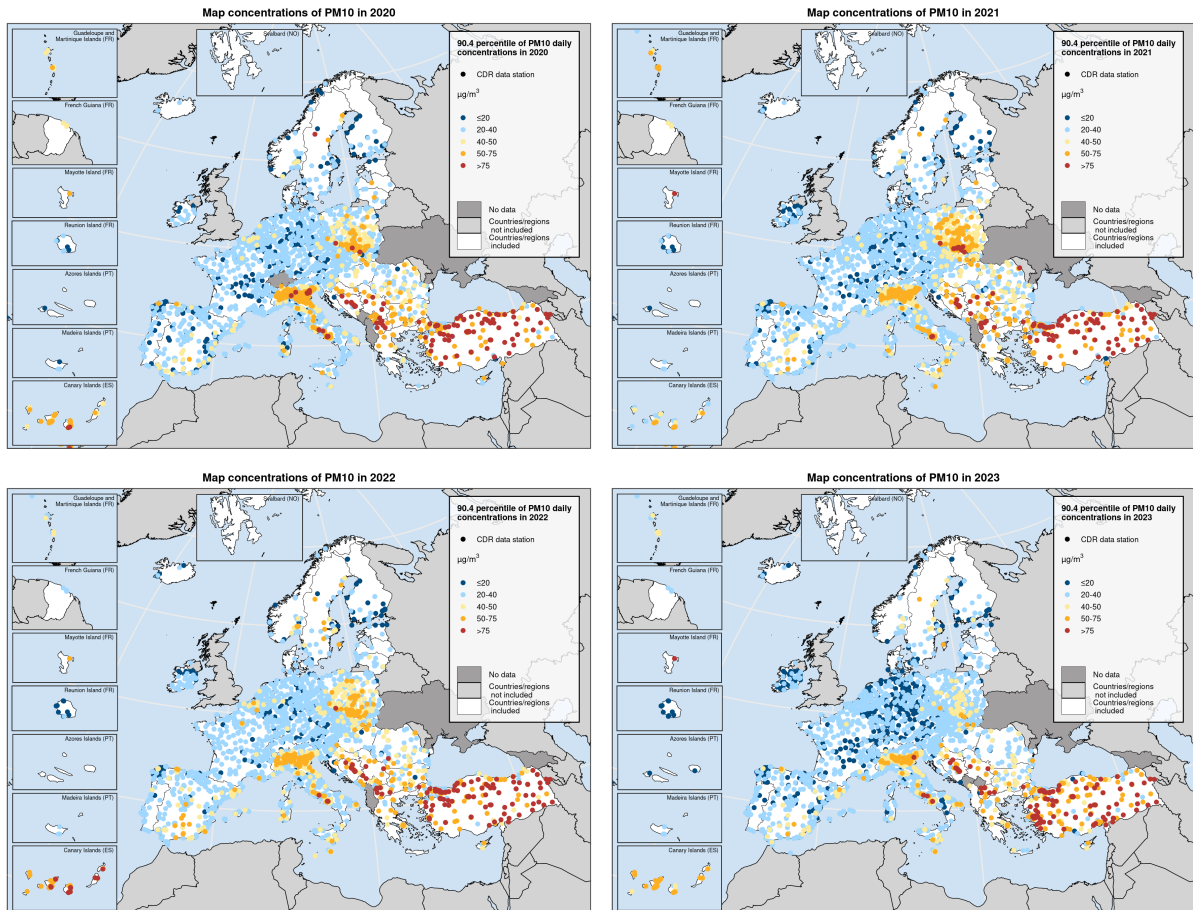 Map concentrations of PM10 in 2020
Guadeloupe and
Martinique Islands (FR)
Svalbard (NO)
French Guiana (FR)
Mayotte Island (FR)
Reunion Island (FR)
Azores Islands (PT)
Madeira Islands (PT)
Canary Islands (ES)
90.4 percentile of PM10 daily
concentrations in 2020
CDR data station
µg/m³
≤20
20-40
40-50
50-75
>75
No data
Countries/regions
not included
Countries/regions
included
Map concentrations of PM10 in 2021
Guadeloupe and
Martinique Islands (FR)
Svalbard (NO)
French Guiana (FR)
Mayotte Island (FR)
Reunion Island (FR)
Azores Islands (PT)
Madeira Islands (PT)
Canary Islands (ES)
90.4 percentile of PM10 daily
concentrations in 2021
CDR data station
µg/m³
≤20
20-40
40-50
50-75
>75
No data
Countries/regions
not included
Countries/regions
included
Map concentrations of PM10 in 2022
Guadeloupe and
Martinique Islands (FR)
Svalbard (NO)
French Guiana (FR)
Mayotte Island (FR)
Reunion Island (FR)
Azores Islands (PT)
Madeira Islands (PT)
Canary Islands (ES)
90.4 percentile of PM10 daily
concentrations in 2022
CDR data station
µg/m³
≤20
20-40
40-50
50-75
>75
No data
Countries/regions
not included
Countries/regions
included
Map concentrations of PM10 in 2023
Guadeloupe and
Martinique Islands (FR)
Svalbard (NO)
French Guiana (FR)
Mayotte Island (FR)
Reunion Island (FR)
Azores Islands (PT)
Madeira Islands (PT)
Canary Islands (ES)
90.4 percentile of PM10 daily
concentrations in 2023
CDR data station
µg/m³
≤20
20-40
40-50
50-75
>75
No data
Countries/regions
not included
Countries/regions
included